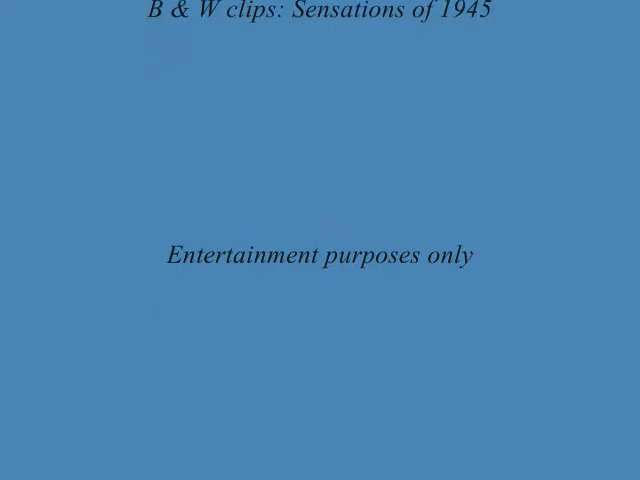 B & W clips: Sensations of 1945
Entertainment purposes only